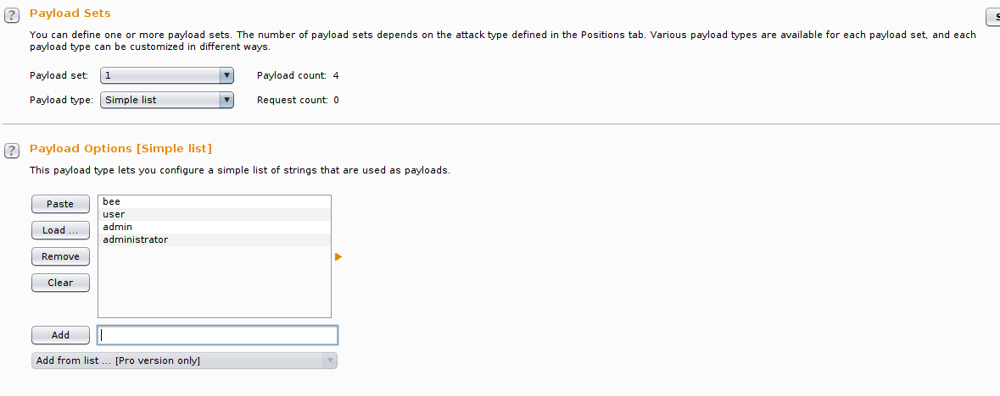 Payload Sets
You can define one or more payload sets. The number of payload sets depends on the attack type defined in the Positions tab. Various payload types are available for each payload set, and each
payload type can be customized in different ways.
Payload set: 1 Payload count: 4
Payload type: Simple list Request count: 0
Payload Options [Simple list]
This payload type lets you configure a simple list of strings that are used as payloads.
Paste
Load ...
Remove
Clear
bee
user
admin
administrator
Add
Add from list ... [Pro version only]